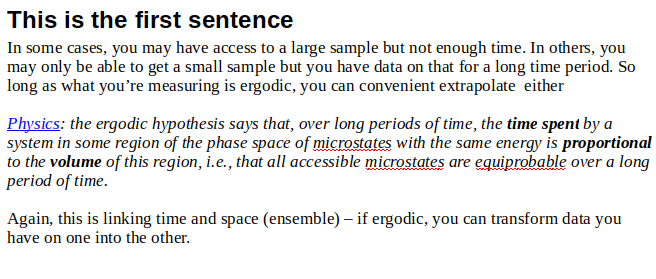 This is the first sentence
In some cases, you may have access to a large sample but not enough time. In others, you
may only be able to get a small sample but you have data on that for a long time period. So
long as what you’re measuring is ergodic, you can convenient extrapolate  either
Physics: the ergodic hypothesis says that, over long periods of time, the time spent by a
system in some region of the phase space of microstates with the same energy is proportional
to the volume of this region, i.e., that all accessible microstates are equiprobable over a long
period of time.
Again, this is linking time and space (ensemble) – if ergodic, you can transform data you
have on one into the other.